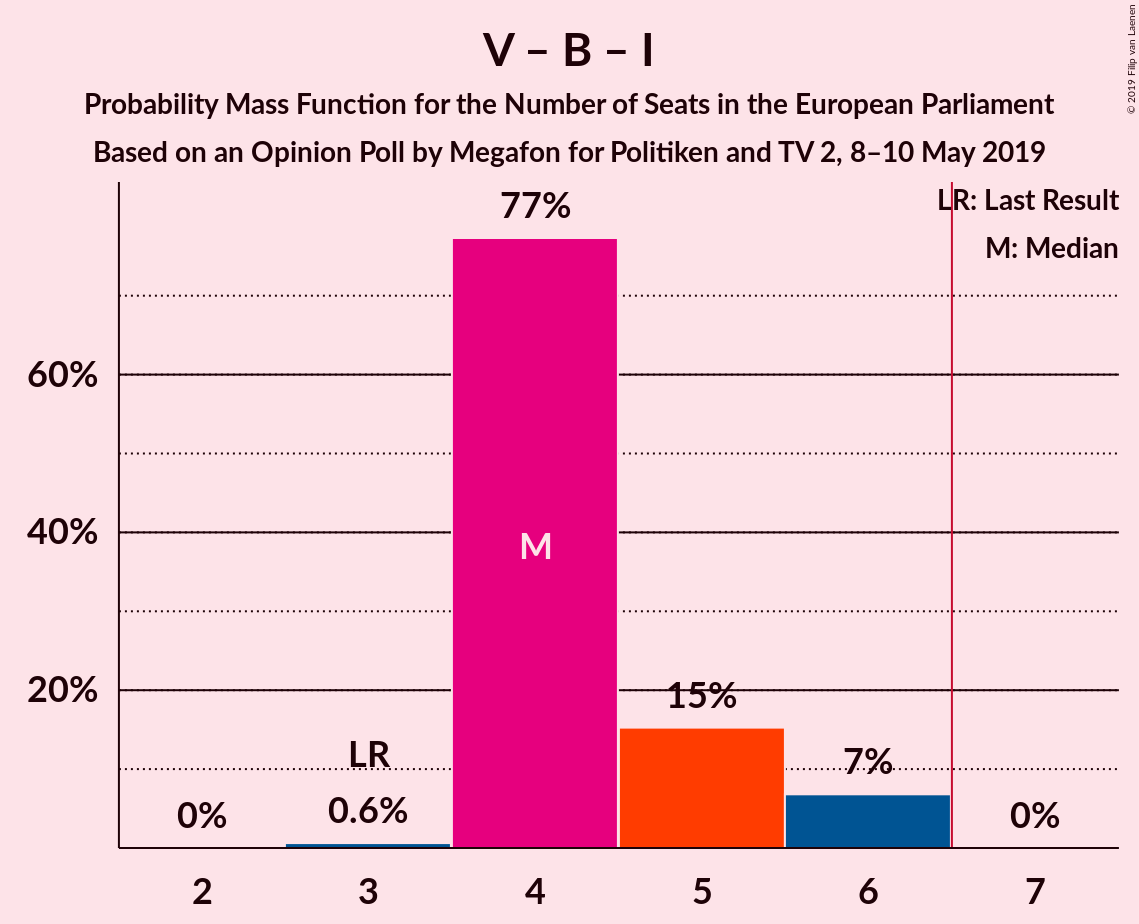 V – B – I
Probability Mass Function for the Number of Seats in the European Parliament
Based on an Opinion Poll by Megafon for Politiken and TV 2, 8–10 May 2019
© 2019 Filip van Laenen
LR: Last Result
M: Median
77%
60%
40%
20%
M
15%
LR
7%
0%
0.6%
0%
2
3
4
5
6
7